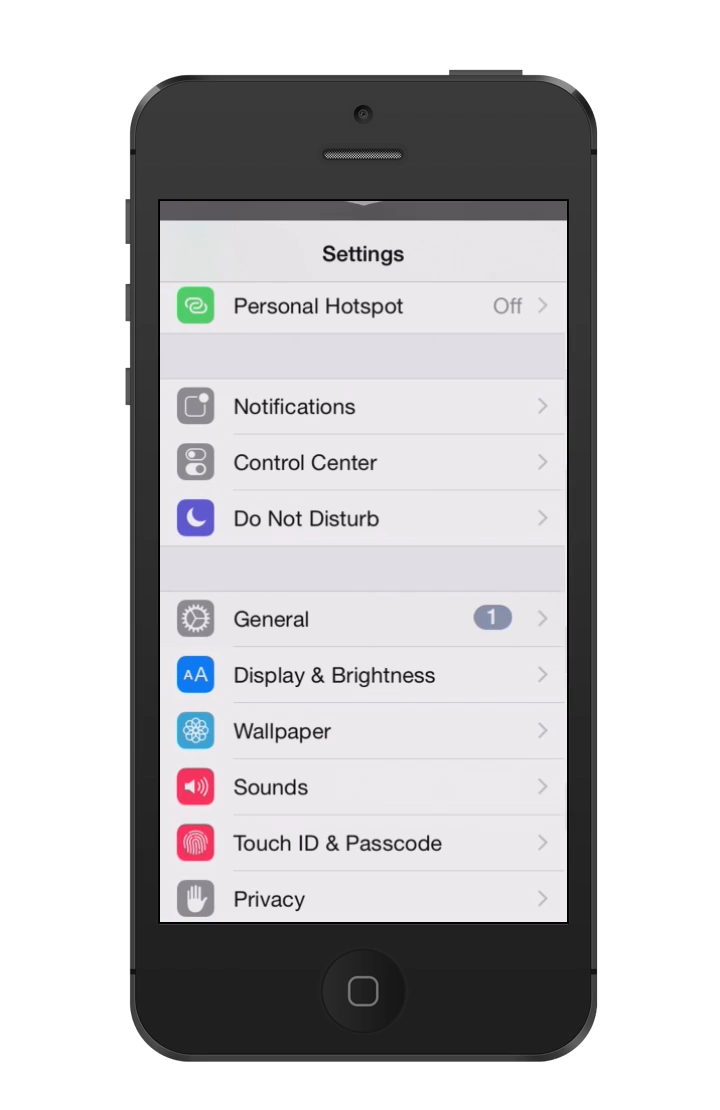 Settings
Personal Hotspot Off
Notifications
Control Center
Do Not Disturb
General 1
AA Display & Brightness
Wallpaper
Sounds
Touch ID & Passcode
Privacy